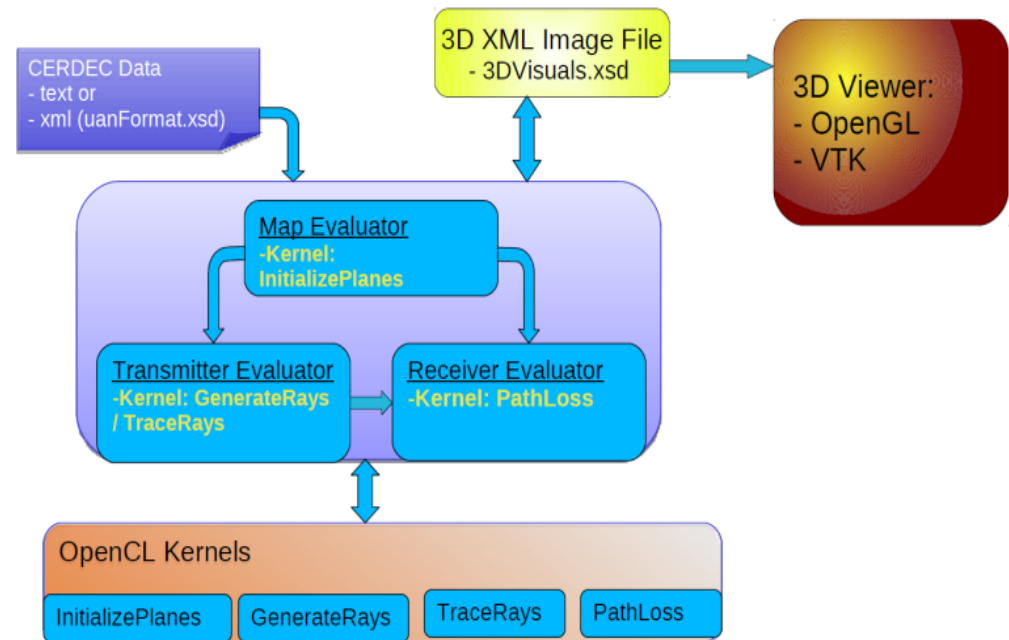 CERDEC Data
- text or
- xml (uanFormat.xsd)
3D XML Image File
- 3DVisuals.xsd
3D Viewer:
- OpenGL
- VTK
Map Evaluator
-Kernel:
InitializePlanes
Transmitter Evaluator
-Kernel: GenerateRays
/ TraceRays
Receiver Evaluator
-Kernel: PathLoss
OpenCL Kernels
InitializePlanes
GenerateRays
TraceRays
PathLoss